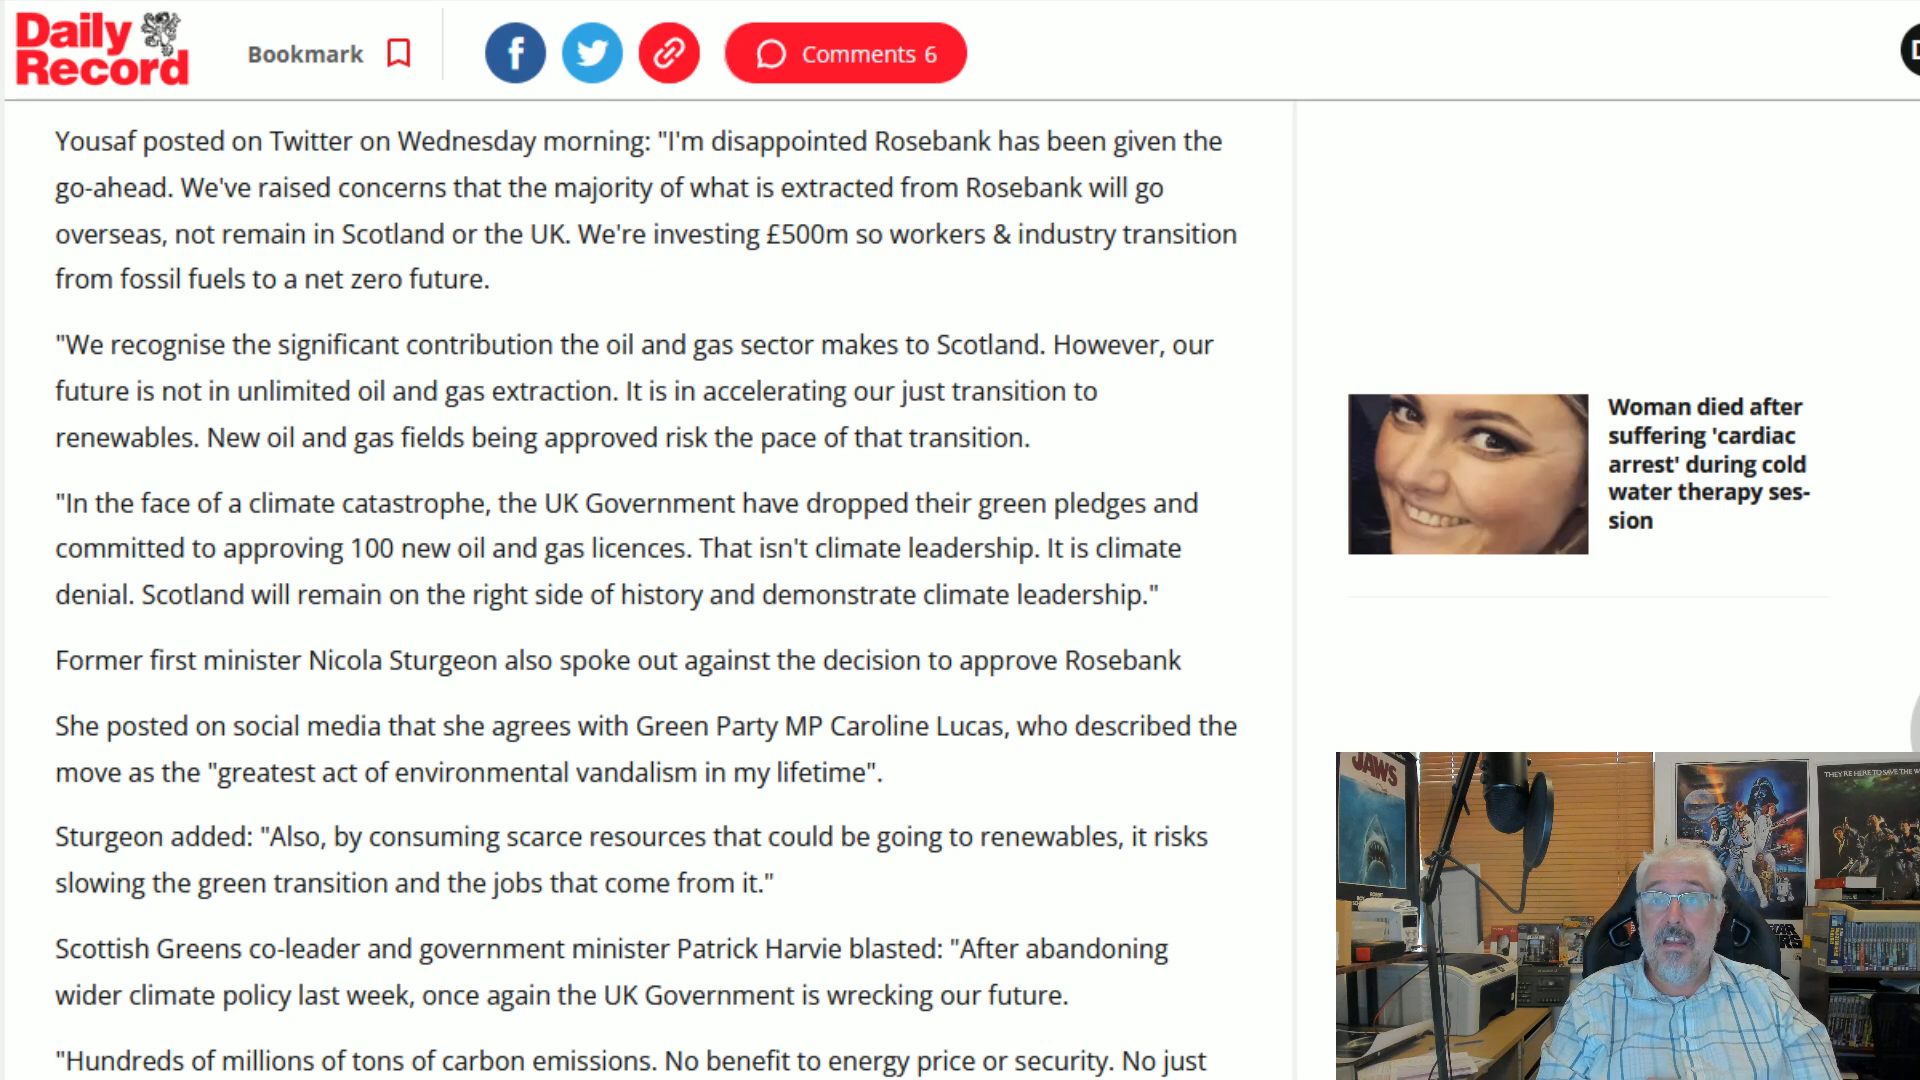 Daily
Record
Bookmark
Comments 6
Yousaf posted on Twitter on Wednesday morning: "I'm disappointed Rosebank has been given the
go-ahead. We've raised concerns that the majority of what is extracted from Rosebank will go
overseas, not remain in Scotland or the UK. We're investing £500m so workers & industry transition
from fossil fuels to a net zero future.
"We recognise the significant contribution the oil and gas sector makes to Scotland. However, our
future is not in unlimited oil and gas extraction. It is in accelerating our just transition to
renewables. New oil and gas fields being approved risk the pace of that transition.
"In the face of a climate catastrophe, the UK Government have dropped their green pledges and
committed to approving 100 new oil and gas licences. That isn't climate leadership. It is climate
denial. Scotland will remain on the right side of history and demonstrate climate leadership."
Former first minister Nicola Sturgeon also spoke out against the decision to approve Rosebank
She posted on social media that she agrees with Green Party MP Caroline Lucas, who described the
move as the "greatest act of environmental vandalism in my lifetime".
Sturgeon added: "Also, by consuming scarce resources that could be going to renewables, it risks
slowing the green transition and the jobs that come from it."
Scottish Greens co-leader and government minister Patrick Harvie blasted: "After abandoning
wider climate policy last week, once again the UK Government is wrecking our future.
"Hundreds of millions of tons of carbon emissions. No benefit to energy price or security. No just
Woman died after
suffering 'cardiac
arrest' during cold
water therapy ses-
sion
JAWS
THEY'RE HERE TO SAVE THE W
STAR
WARS